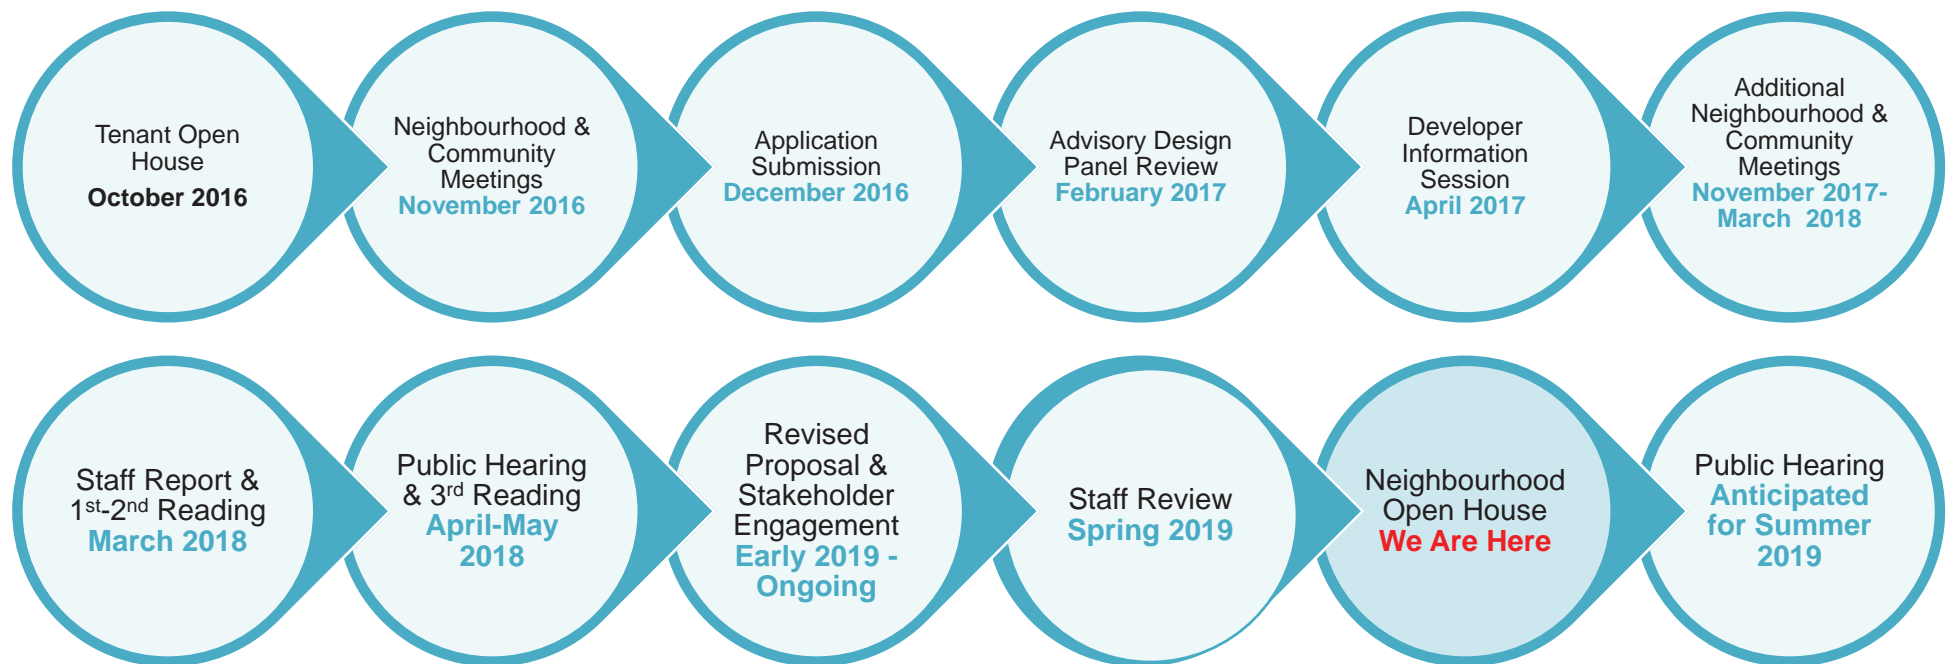 Tenant Open
House
October 2016
Neighbourhood &
Community
Meetings
November 2016
Application
Submission
December 2016
Advisory Design
Panel Review
February 2017
Developer
Information
Session
April 2017
Additional
Neighbourhood &
Community
Meetings
November 2017-
March 2018
Staff Report &
1st-2nd Reading
March 2018
Public Hearing
& 3rd Reading
April-May
2018
Revised
Proposal &
Stakeholder
Engagement
Early 2019 -
Ongoing
Staff Review
Spring 2019
Neighbourhood
Open House
We Are Here
Public Hearing
Anticipated
for Summer
2019